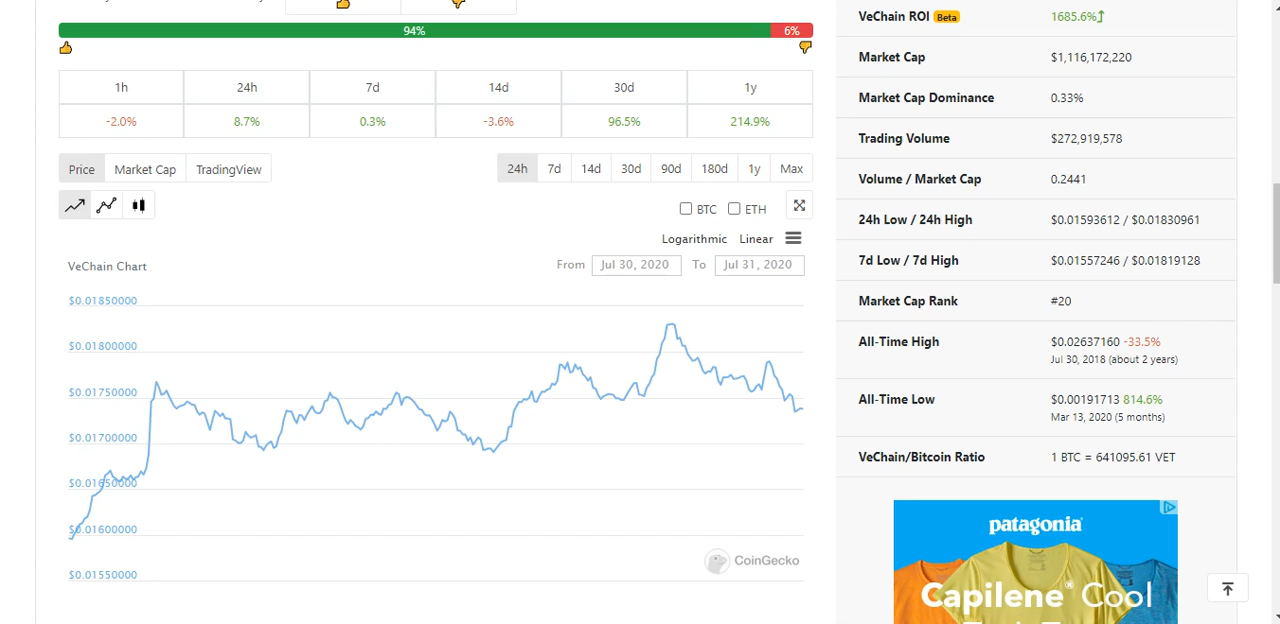 94%
6%
1h 24h 7d 14d 30d 1y
-2.0% 8.7% 0.3% -3.6% 96.5% 214.9%
Price Market Cap TradingView
24h 7d 14d 30d 90d 180d 1y Max
BTC ETH
Logarithmic Linear
VeChain Chart
From Jul 30, 2020 To Jul 31, 2020
$0.01850000
$0.01800000
$0.01750000
$0.01700000
$0.01650000
$0.01600000
$0.01550000
CoinGecko
VeChain ROI Beta 1685.6%
Market Cap $1,116,172,220
Market Cap Dominance 0.33%
Trading Volume $272,919,578
Volume / Market Cap 0.2441
24h Low / 24h High $0.01593612 / $0.01830961
7d Low / 7d High $0.01557246 / $0.01819128
Market Cap Rank #20
All-Time High $0.02637160 -33.5%
Jul 30, 2018 (about 2 years)
All-Time Low $0.00191713 814.6%
Mar 13, 2020 (5 months)
VeChain/Bitcoin Ratio 1 BTC = 641095.61 VET
patagonia
Capilene® Cool